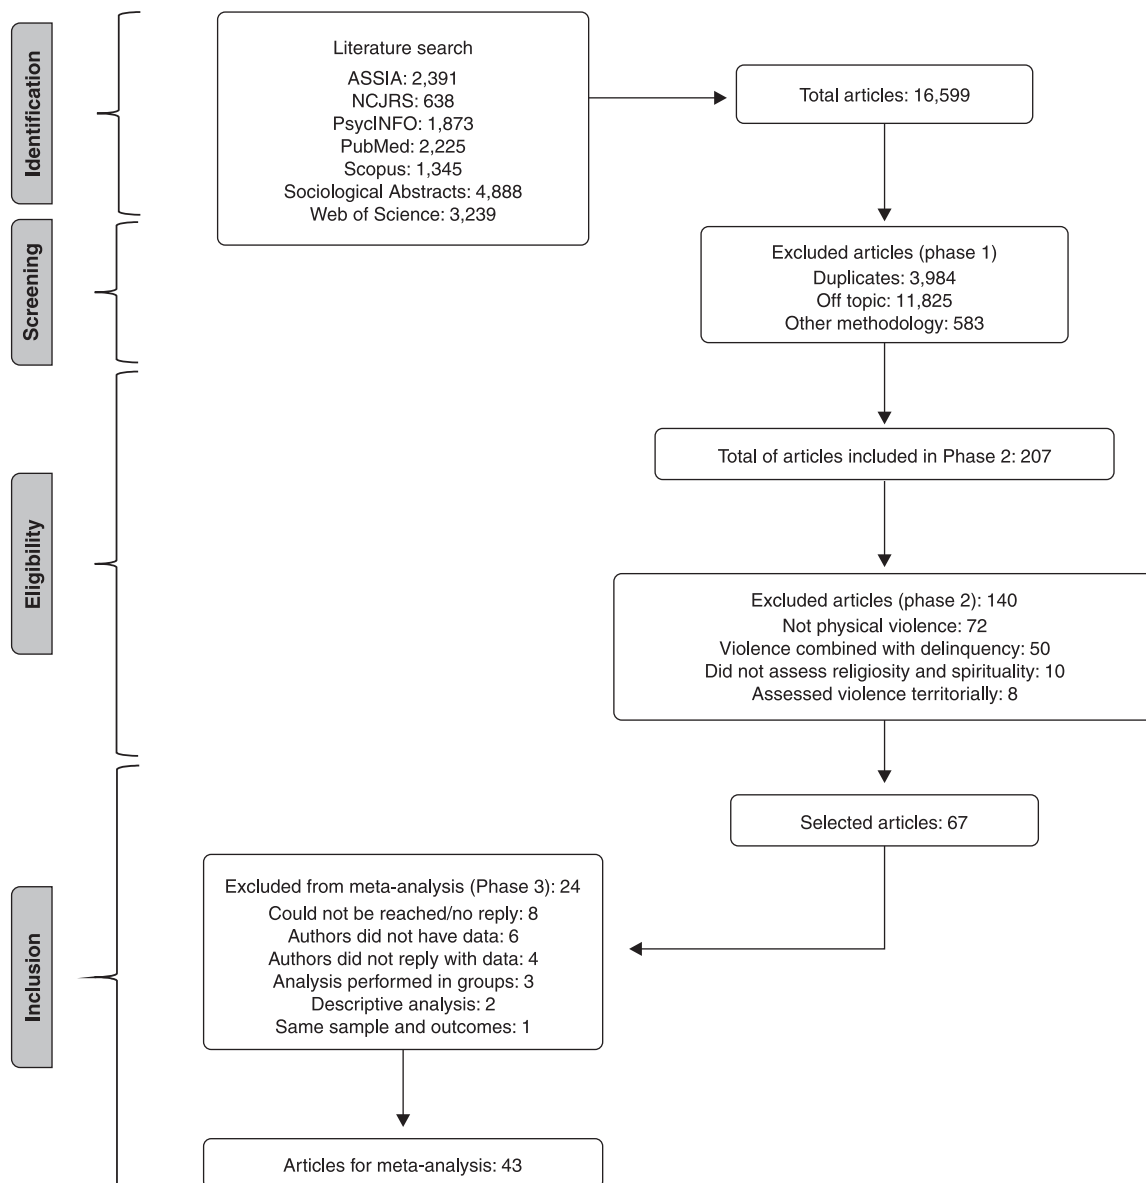 Identification
Literature search
ASSIA: 2,391
NCJRS: 638
PsycINFO: 1,873
PubMed: 2,225
Scopus: 1,345
Sociological Abstracts: 4,888
Web of Science: 3,239
Total articles: 16,599
Screening
Excluded articles (phase 1)
Duplicates: 3,984
Off topic: 11,825
Other methodology: 583
Eligibility
Total of articles included in Phase 2: 207
Excluded articles (phase 2): 140
Not physical violence: 72
Violence combined with delinquency: 50
Did not assess religiosity and spirituality: 10
Assessed violence territorially: 8
Inclusion
Selected articles: 67
Excluded from meta-analysis (Phase 3): 24
Could not be reached/no reply: 8
Authors did not have data: 6
Authors did not reply with data: 4
Analysis performed in groups: 3
Descriptive analysis: 2
Same sample and outcomes: 1
Articles for meta-analysis: 43